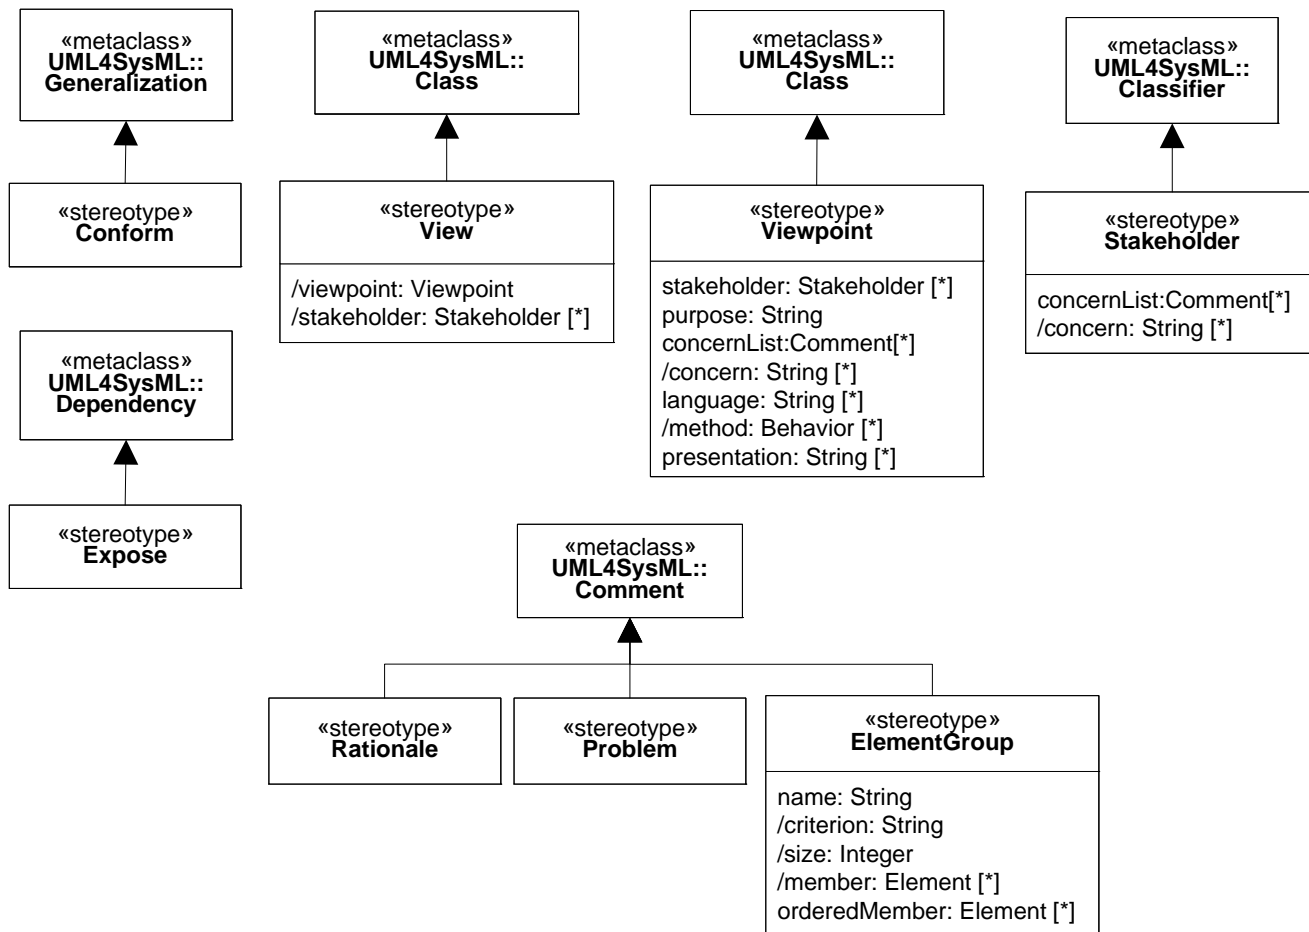 «metaclass»
UML4SysML::
Generalization
«metaclass»
UML4SysML::
Class
«metaclass»
UML4SysML::
Class
«metaclass»
UML4SysML::
Classifier
«stereotype»
Conform
«stereotype»
View
/viewpoint: Viewpoint
/stakeholder: Stakeholder [*]
«stereotype»
Viewpoint
stakeholder: Stakeholder [*]
purpose: String
concernList:Comment[*]
/concern: String [*]
language: String [*]
/method: Behavior [*]
presentation: String [*]
«stereotype»
Stakeholder
concernList:Comment[*]
/concern: String [*]
«metaclass»
UML4SysML::
Dependency
«stereotype»
Expose
«metaclass»
UML4SysML::
Comment
«stereotype»
Rationale
«stereotype»
Problem
«stereotype»
ElementGroup
name: String
/criterion: String
/size: Integer
/member: Element [*]
orderedMember: Element [*]